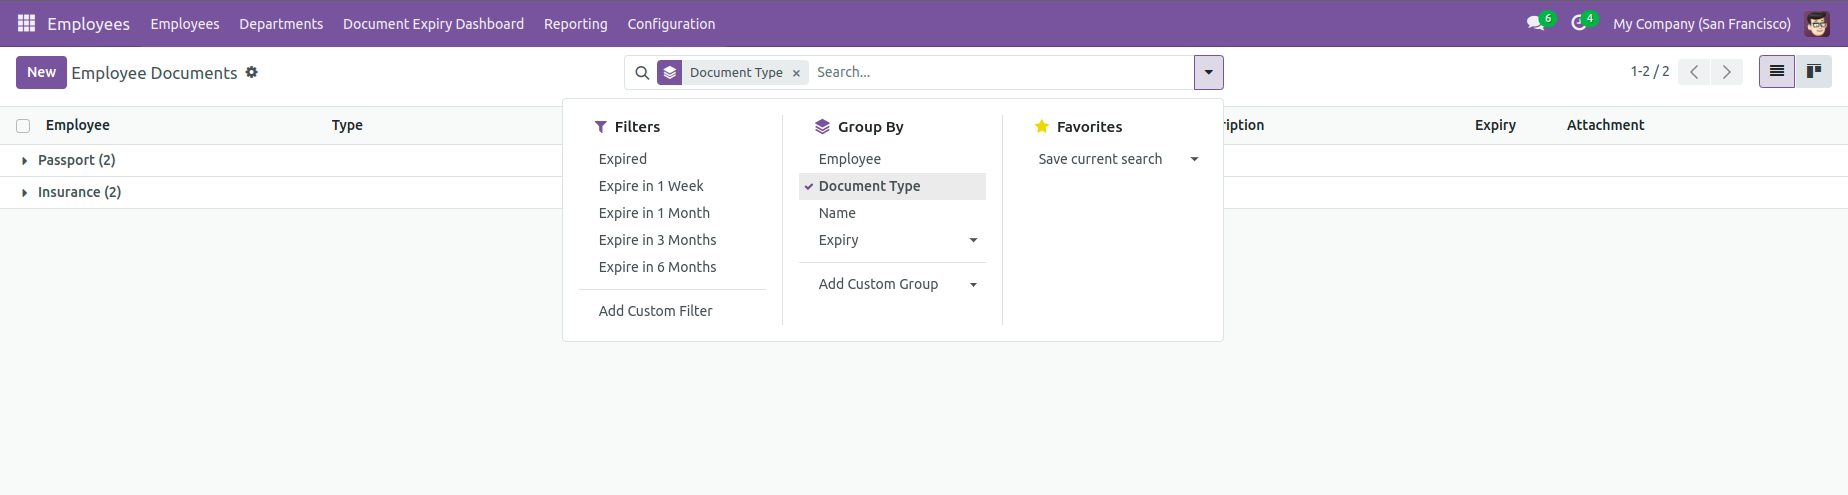 Employees Employees Departments Document Expiry Dashboard Reporting Configuration 6 4 My Company (San Francisco)
New Employee Documents Document Type × Search... 1-2 / 2
Employee Type ription Expiry Attachment
Passport (2)
Insurance (2)
Filters
Expired
Expire in 1 Week
Expire in 1 Month
Expire in 3 Months
Expire in 6 Months
Add Custom Filter
Group By
Employee
Document Type
Name
Expiry
Add Custom Group
Favorites
Save current search